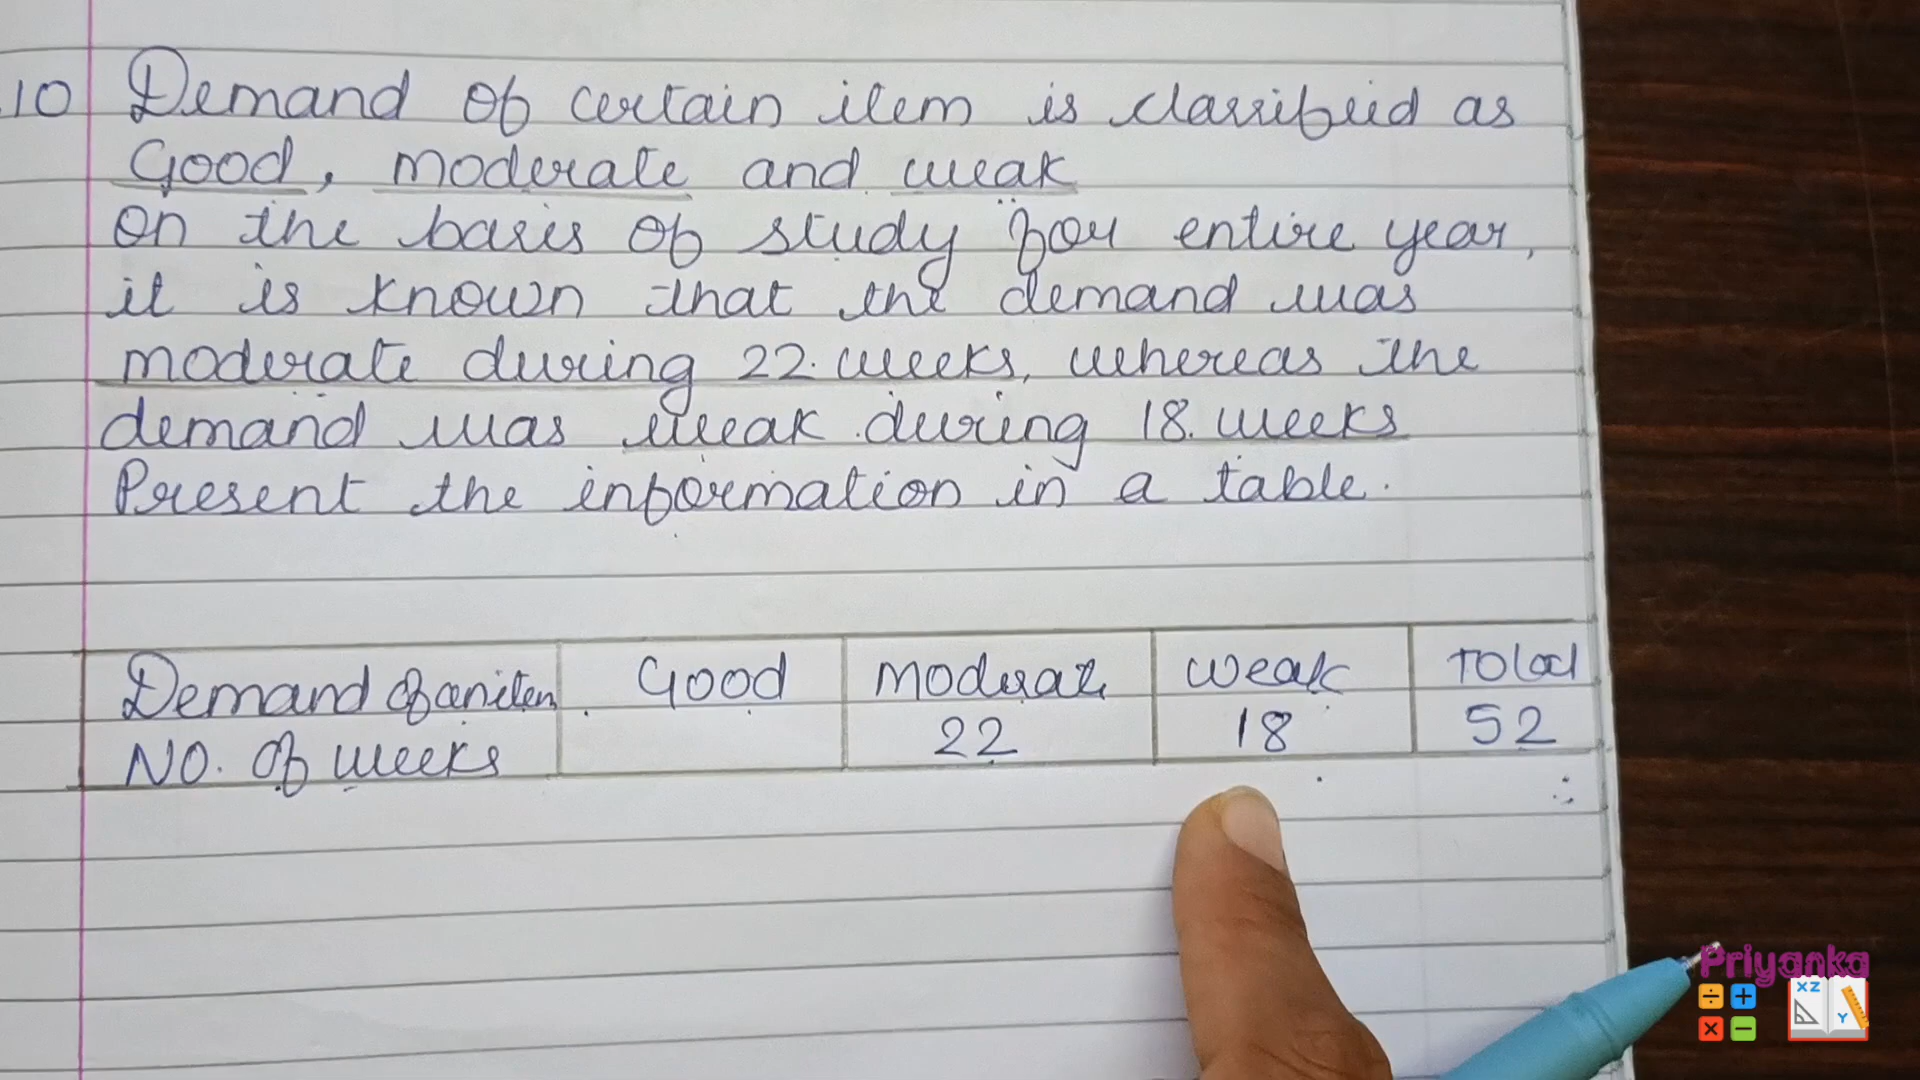 10 Demand of certain item is classified as
Good, moderate and weak
on the basis of study for entire year,
it is known that the demand was
moderate during 22 weeks, whereas the
demand was weak during 18 weeks
Present the information in a table.
Demand of an item Good moderate weak Total
NO. of weeks 22 18 52
Priyanka
÷ + XZ
× − Y